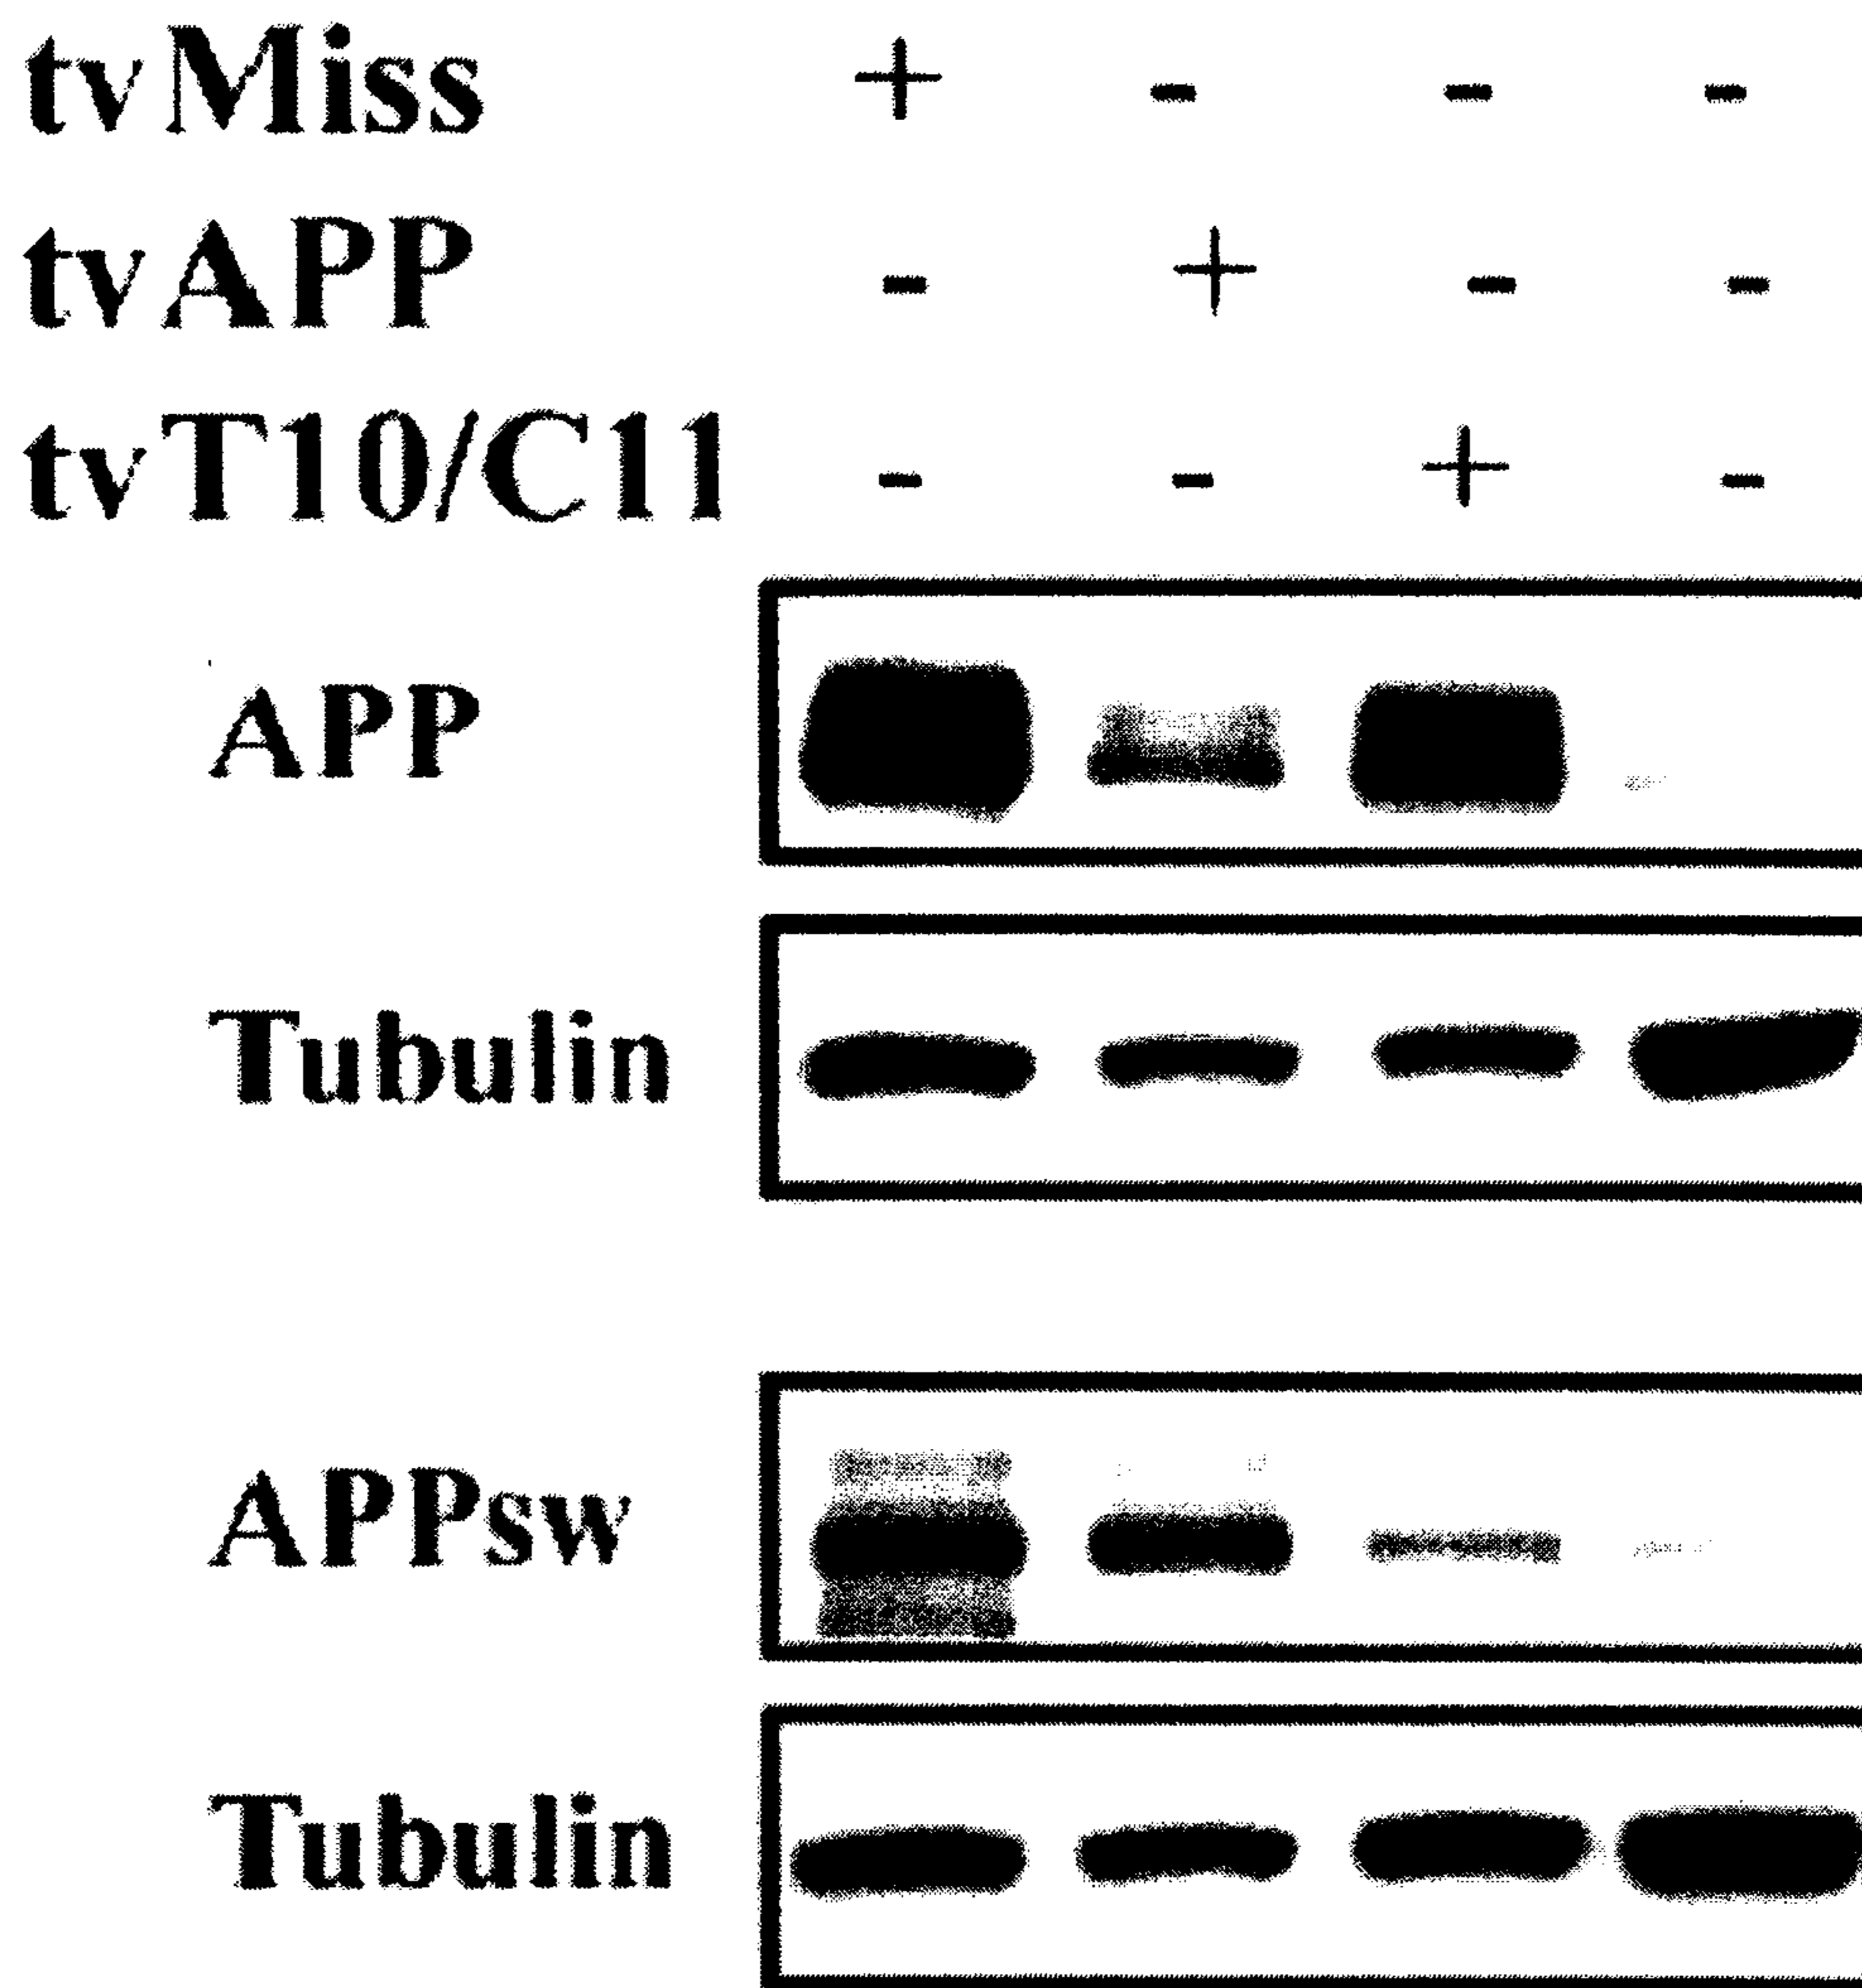 tvMiss + - - -
tvAPP - + - -
tvT10/C11 - - + -
APP
Tubulin
APPsw
Tubulin